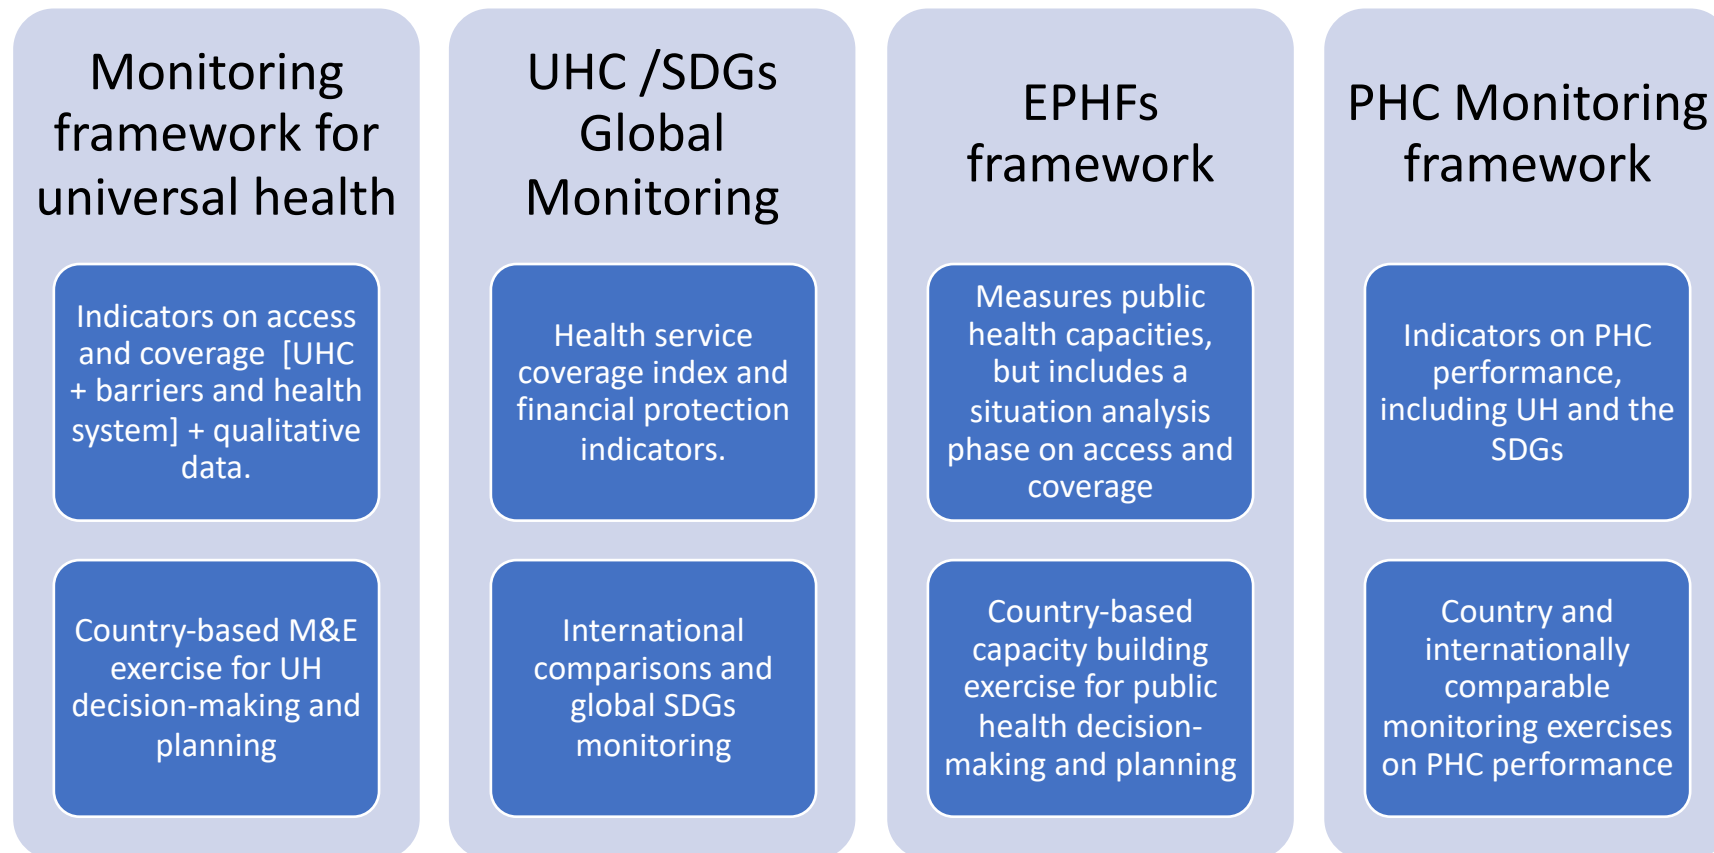 Monitoring
framework for
universal health
Indicators on access
and coverage [UHC
+ barriers and health
system] + qualitative
data.
Country-based M&E
exercise for UH
decision-making and
planning
UHC /SDGs
Global
Monitoring
Health service
coverage index and
financial protection
indicators.
International
comparisons and
global SDGs
monitoring
EPHFs
framework
Measures public
health capacities,
but includes a
situation analysis
phase on access and
coverage
Country-based
capacity building
exercise for public
health decision-
making and planning
PHC Monitoring
framework
Indicators on PHC
performance,
including UH and the
SDGs
Country and
internationally
comparable
monitoring exercises
on PHC performance